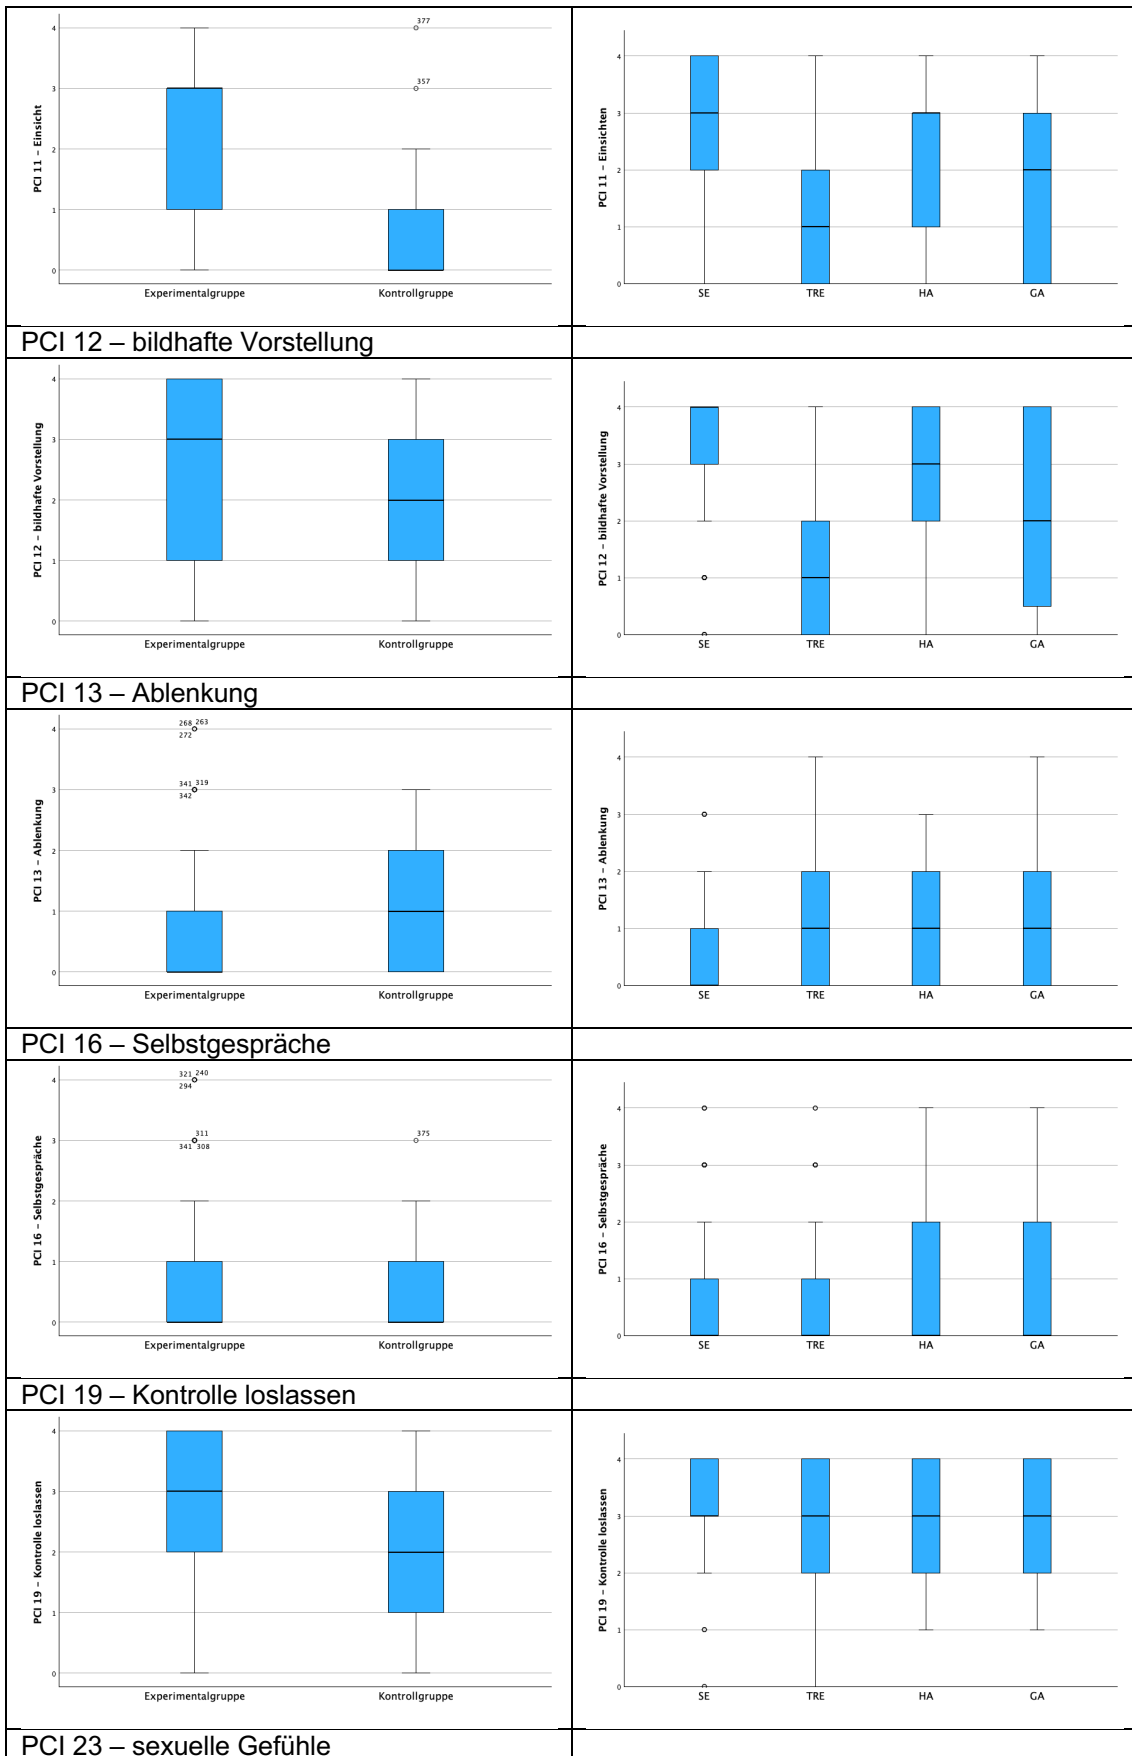 4
3
2
1
0
PCI 11 – Einsicht
377
357
Experimentalgruppe Kontrollgruppe
4
3
2
1
0
PCI 11 – Einsichten
SE TRE HA GA
PCI 12 – bildhafte Vorstellung
4
3
2
1
0
PCI 12 – bildhafte Vorstellung
Experimentalgruppe Kontrollgruppe
4
3
2
1
0
PCI 12 – bildhafte Vorstellung
SE TRE HA GA
PCI 13 – Ablenkung
4
3
2
1
0
PCI 13 – Ablenkung
268 263
272
341 319
342
Experimentalgruppe Kontrollgruppe
4
3
2
1
0
PCI 13 – Ablenkung
SE TRE HA GA
PCI 16 – Selbstgespräche
4
3
2
1
0
PCI 16 – Selbstgespräche
321 240
294
311
341 308
375
Experimentalgruppe Kontrollgruppe
4
3
2
1
0
PCI 16 – Selbstgespräche
SE TRE HA GA
PCI 19 – Kontrolle loslassen
4
3
2
1
0
PCI 19 – Kontrolle loslassen
Experimentalgruppe Kontrollgruppe
4
3
2
1
0
PCI 19 – Kontrolle loslassen
SE TRE HA GA
PCI 23 – sexuelle Gefühle